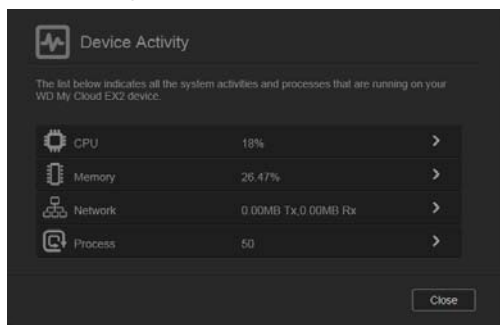 Device Activity
The list below indicates all the system activities and processes that are running on your
WD My Cloud EX2 device.
CPU 18%
Memory 26.47%
Network 0.00MB Tx,0.00MB Rx
Process 50
Close